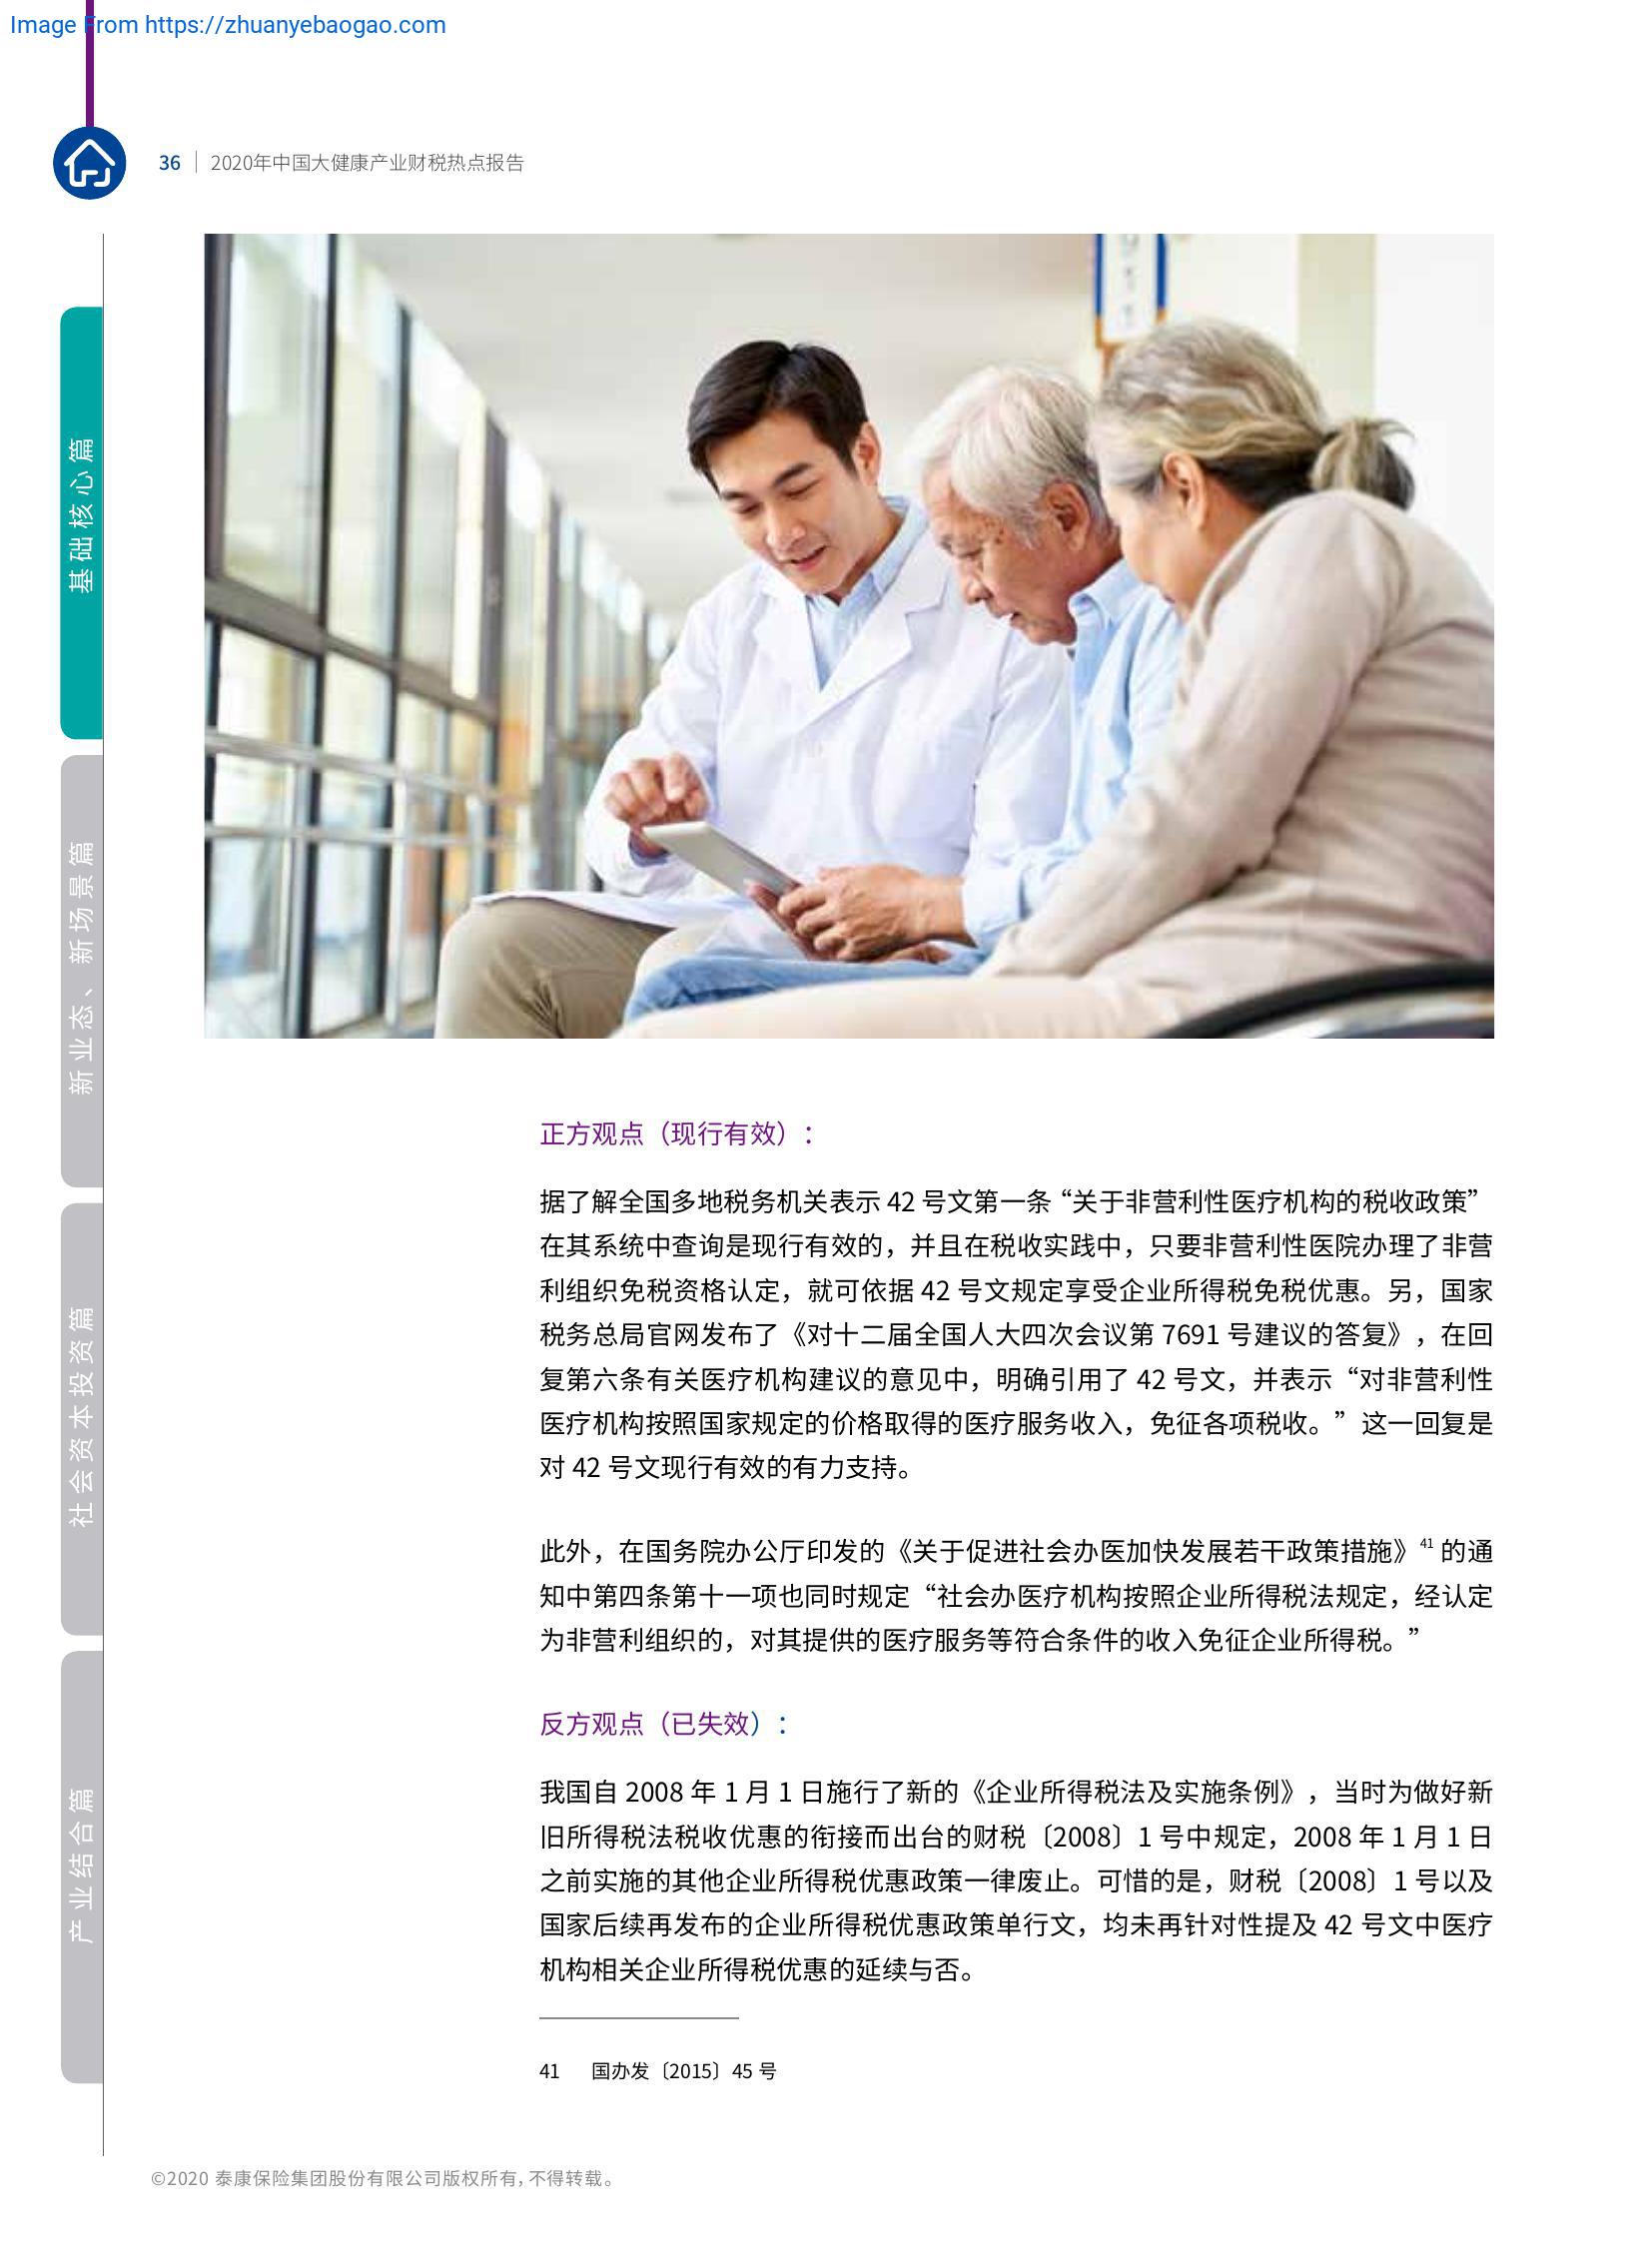 Image From https://zhuanyebaogao.com
36 | 2020年中国大健康产业财税热点报告
基础核心篇
新业态、新场景篇
社会资本投资篇
产业结合篇
正方观点（现行有效）：
据了解全国多地税务机关表示 42 号文第一条 “关于非营利性医疗机构的税收政策”
在其系统中查询是现行有效的，并且在税收实践中，只要非营利性医院办理了非营
利组织免税资格认定，就可依据 42 号文规定享受企业所得税免税优惠。另，国家
税务总局官网发布了《对十二届全国人大四次会议第 7691 号建议的答复》，在回
复第六条有关医疗机构建议的意见中，明确引用了 42 号文，并表示 “对非营利性
医疗机构按照国家规定的价格取得的医疗服务收入，免征各项税收。” 这一回复是
对 42 号文现行有效的有力支持。
此外，在国务院办公厅印发的《关于促进社会办医加快发展若干政策措施》41 的通
知中第四条第十一项也同时规定 “社会办医疗机构按照企业所得税法规定，经认定
为非营利组织的，对其提供的医疗服务等符合条件的收入免征企业所得税。”
反方观点（已失效）：
我国自 2008 年 1 月 1 日施行了新的《企业所得税法及实施条例》，当时为做好新
旧所得税法税收优惠的衔接而出台的财税〔2008〕1 号中规定，2008 年 1 月 1 日
之前实施的其他企业所得税优惠政策一律废止。可惜的是，财税〔2008〕1 号以及
国家后续再发布的企业所得税优惠政策单行文，均未再针对性提及 42 号文中医疗
机构相关企业所得税优惠的延续与否。
41 国办发〔2015〕45 号
©2020 泰康保险集团股份有限公司版权所有，不得转载。